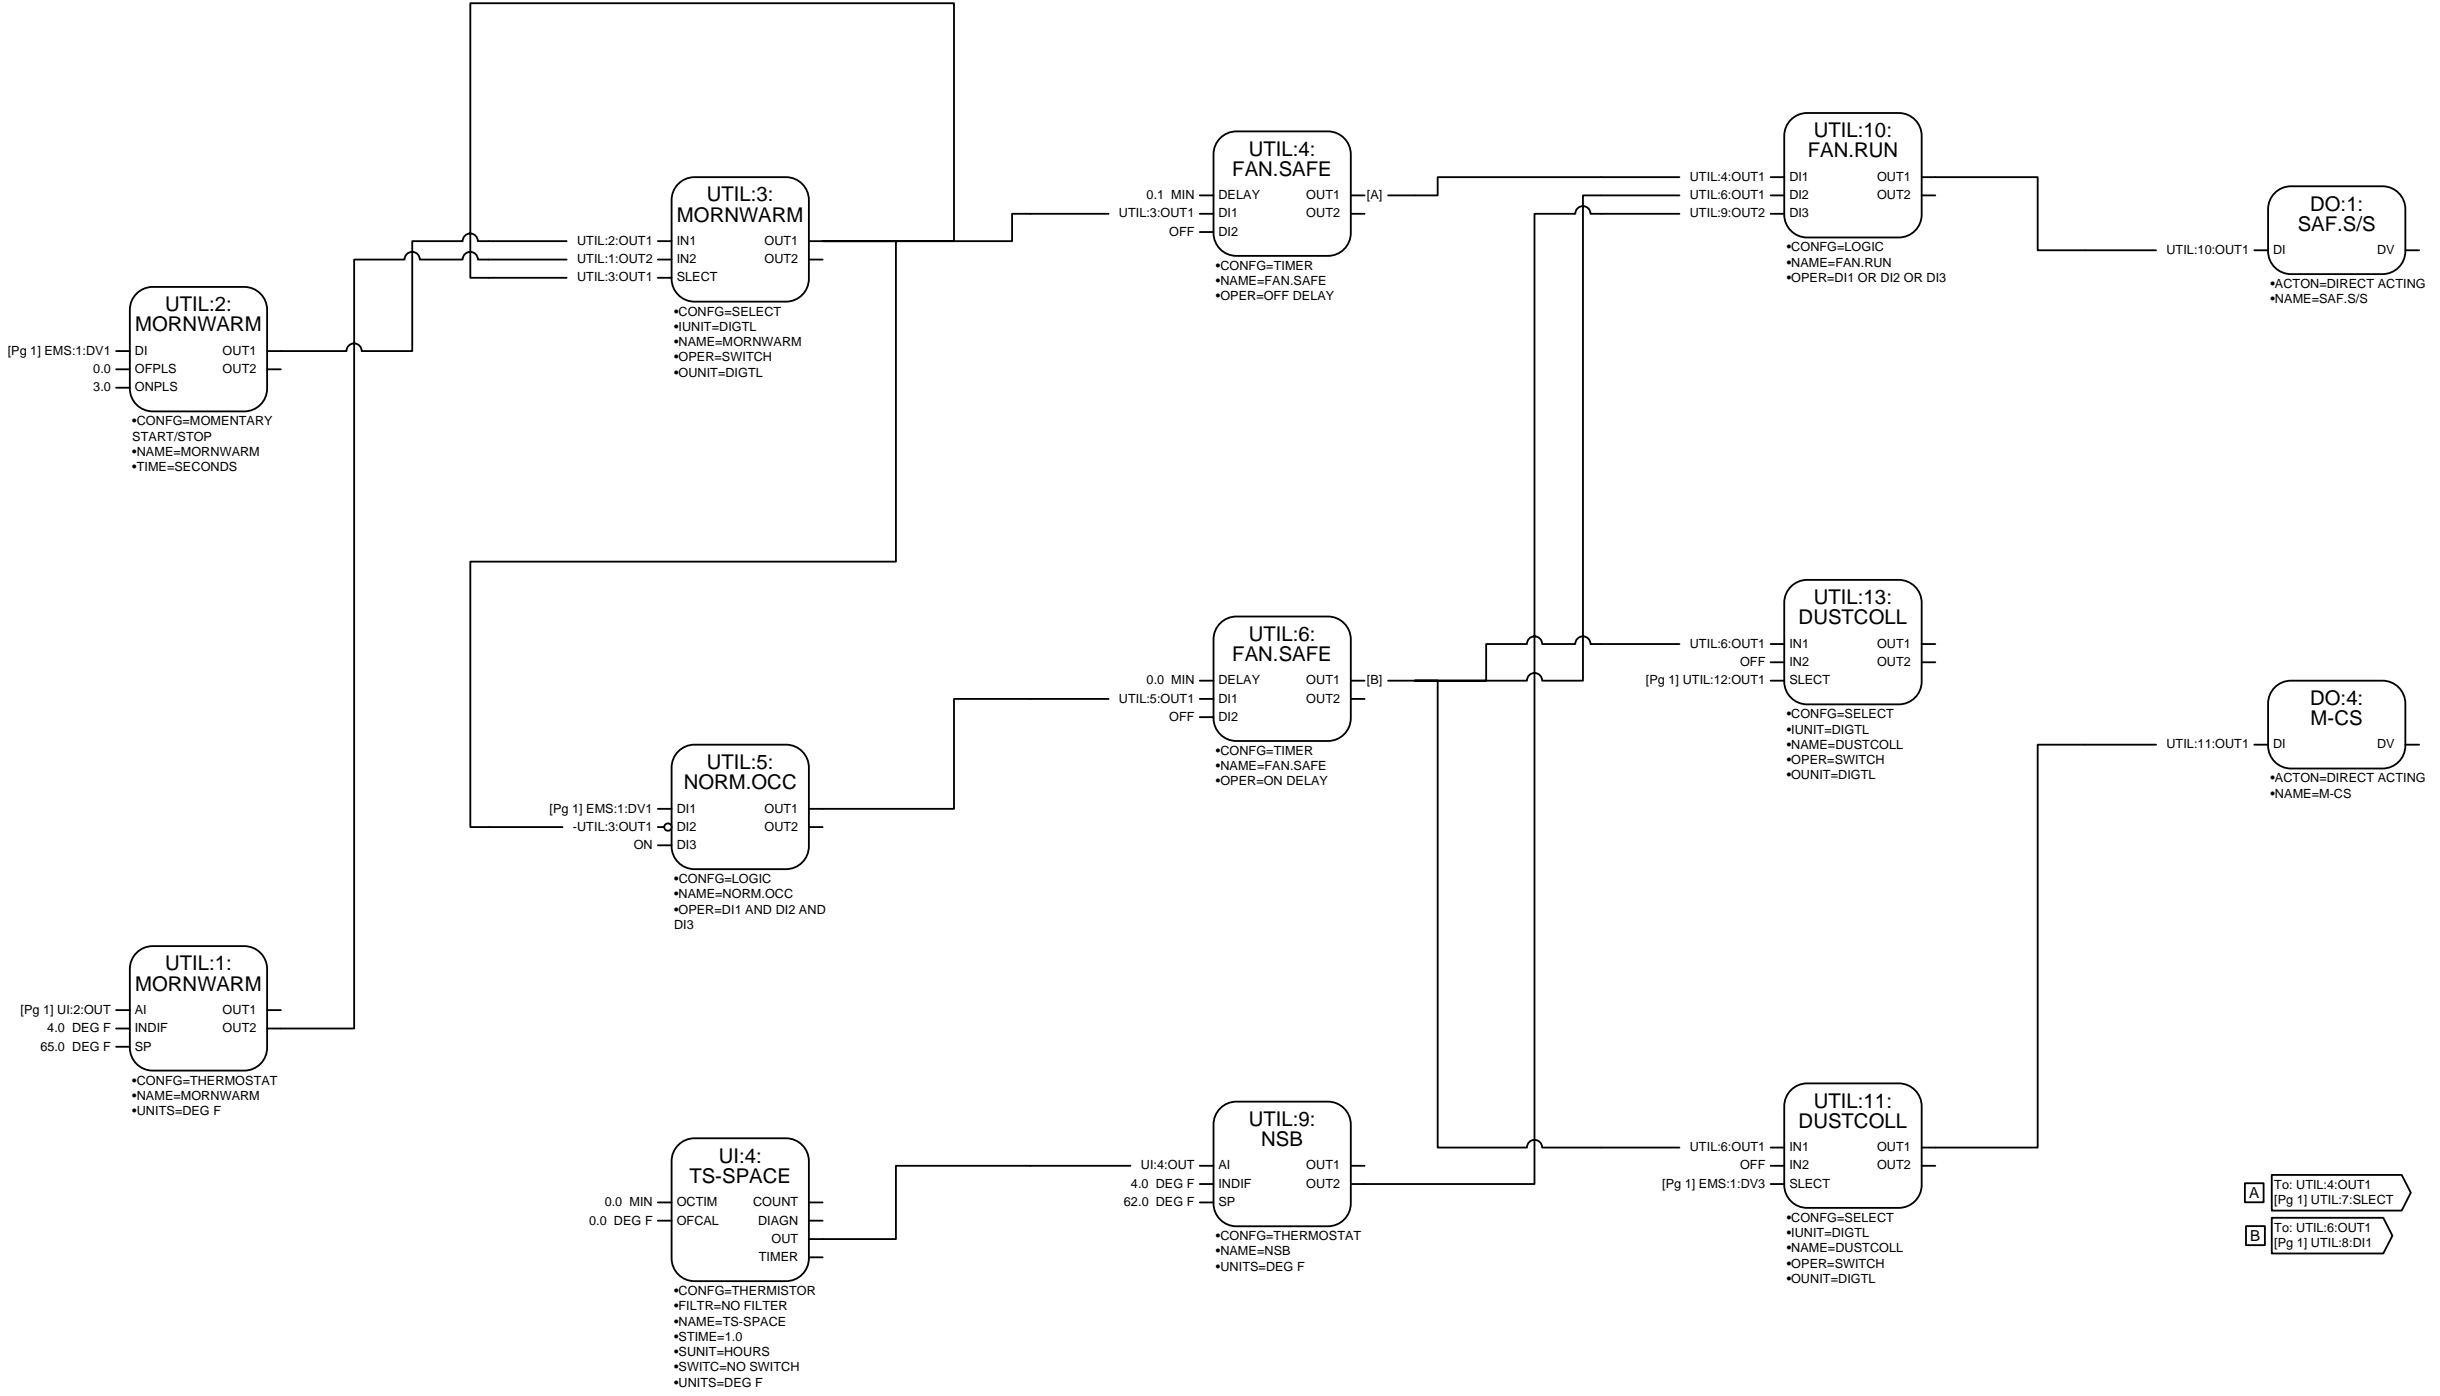 UTIL:2:
MORNWARM
[Pg 1] EMS:1:DV1 DI OUT1
0.0 OFPLS OUT2
3.0 ONPLS
•CONFG=MOMENTARY
START/STOP
•NAME=MORNWARM
•TIME=SECONDS
UTIL:1:
MORNWARM
[Pg 1] UI:2:OUT AI OUT1
4.0 DEG F INDIF OUT2
65.0 DEG F SP
•CONFG=THERMOSTAT
•NAME=MORNWARM
•UNITS=DEG F
UTIL:3:
MORNWARM
UTIL:2:OUT1 IN1 OUT1
UTIL:1:OUT2 IN2 OUT2
UTIL:3:OUT1 SLECT
•CONFG=SELECT
•IUNIT=DIGTL
•NAME=MORNWARM
•OPER=SWITCH
•OUNIT=DIGTL
UTIL:5:
NORM.OCC
[Pg 1] EMS:1:DV1 DI1 OUT1
-UTIL:3:OUT1 DI2 OUT2
ON DI3
•CONFG=LOGIC
•NAME=NORM.OCC
•OPER=DI1 AND DI2 AND
DI3
UI:4:
TS-SPACE
0.0 MIN OCTIM COUNT
0.0 DEG F OFCAL DIAGN
OUT
TIMER
•CONFG=THERMISTOR
•FILTR=NO FILTER
•NAME=TS-SPACE
•STIME=1.0
•SUNIT=HOURS
•SWITC=NO SWITCH
•UNITS=DEG F
UTIL:4:
FAN.SAFE
0.1 MIN DELAY OUT1 [A]
UTIL:3:OUT1 DI1 OUT2
OFF DI2
•CONFG=TIMER
•NAME=FAN.SAFE
•OPER=OFF DELAY
UTIL:6:
FAN.SAFE
0.0 MIN DELAY OUT1 [B]
UTIL:5:OUT1 DI1 OUT2
OFF DI2
•CONFG=TIMER
•NAME=FAN.SAFE
•OPER=ON DELAY
UTIL:9:
NSB
UI:4:OUT AI OUT1
4.0 DEG F INDIF OUT2
62.0 DEG F SP
•CONFG=THERMOSTAT
•NAME=NSB
•UNITS=DEG F
UTIL:10:
FAN.RUN
UTIL:4:OUT1 DI1 OUT1
UTIL:6:OUT1 DI2 OUT2
UTIL:9:OUT2 DI3
•CONFG=LOGIC
•NAME=FAN.RUN
•OPER=DI1 OR DI2 OR DI3
UTIL:13:
DUSTCOLL
UTIL:6:OUT1 IN1 OUT1
OFF IN2 OUT2
[Pg 1] UTIL:12:OUT1 SLECT
•CONFG=SELECT
•IUNIT=DIGTL
•NAME=DUSTCOLL
•OPER=SWITCH
•OUNIT=DIGTL
UTIL:11:
DUSTCOLL
UTIL:6:OUT1 IN1 OUT1
OFF IN2 OUT2
[Pg 1] EMS:1:DV3 SLECT
•CONFG=SELECT
•IUNIT=DIGTL
•NAME=DUSTCOLL
•OPER=SWITCH
•OUNIT=DIGTL
DO:1:
SAF.S/S
UTIL:10:OUT1 DI DV
•ACTON=DIRECT ACTING
•NAME=SAF.S/S
DO:4:
M-CS
UTIL:11:OUT1 DI DV
•ACTON=DIRECT ACTING
•NAME=M-CS
A To: UTIL:4:OUT1
[Pg 1] UTIL:7:SLECT
B To: UTIL:6:OUT1
[Pg 1] UTIL:8:DI1